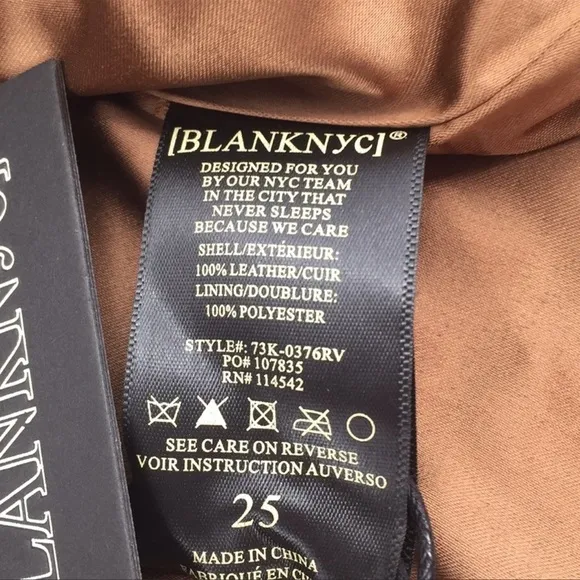 [BLANKNYC]®
DESIGNED FOR YOU
BY OUR NYC TEAM
IN THE CITY THAT
NEVER SLEEPS
BECAUSE WE CARE
SHELL/EXTÉRIEUR:
100% LEATHER/CUIR
LINING/DOUBLURE:
100% POLYESTER
STYLE#: 73K-0376RV
PO# 107835
RN# 114542
SEE CARE ON REVERSE
VOIR INSTRUCTION AUVERSO
25
MADE IN CHINA